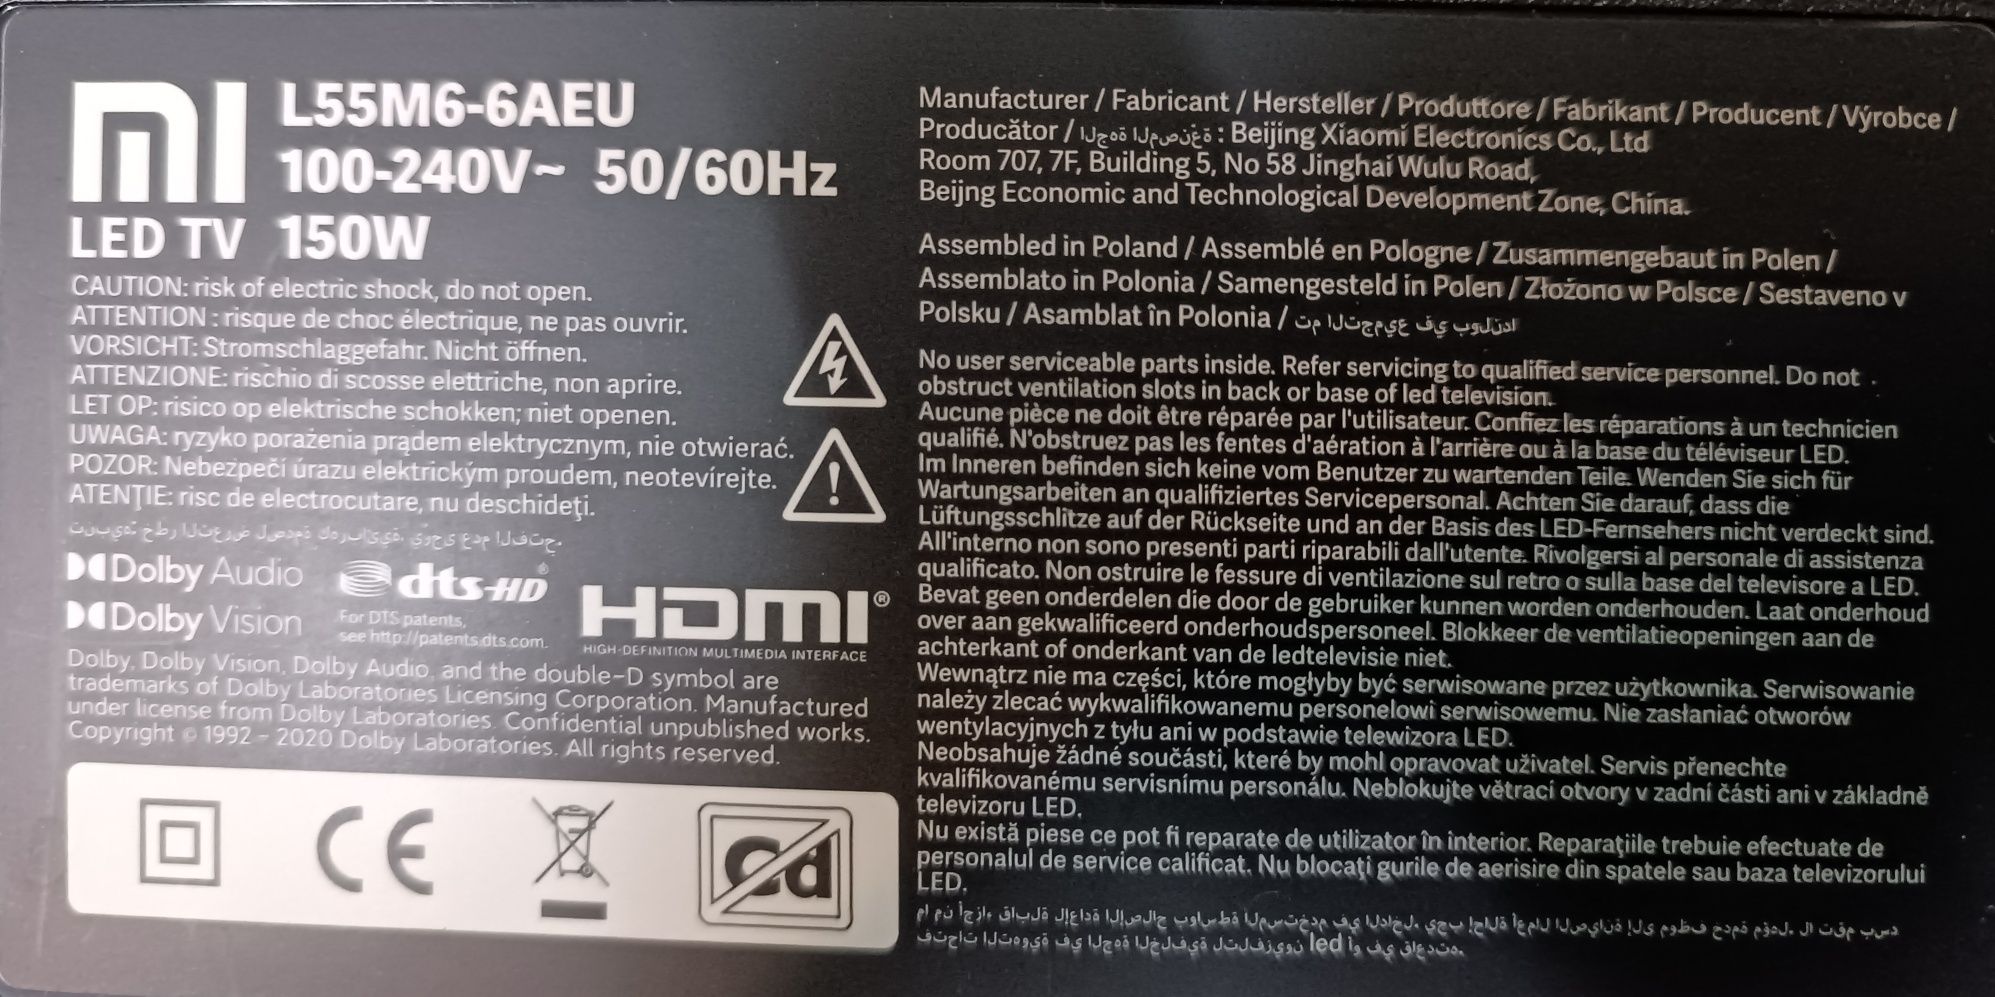 mi L55M6-6AEU
100-240V~ 50/60Hz
LED TV 150W
CAUTION: risk of electric shock, do not open.
ATTENTION : risque de choc électrique, ne pas ouvrir.
VORSICHT: Stromschlaggefahr. Nicht öffnen.
ATTENZIONE: rischio di scosse elettriche, non aprire.
LET OP: risico op elektrische schokken; niet openen.
UWAGA: ryzyko porażenia prądem elektrycznym, nie otwierać.
POZOR: Nebezpečí úrazu elektrickým proudem, neotevírejte.
ATENȚIE: risc de electrocutare, nu deschideți.
Dolby Audio
Dolby Vision
dts-HD®
For DTS patents,
see http://patents.dts.com.
HDMI®
HIGH-DEFINITION MULTIMEDIA INTERFACE
Dolby, Dolby Vision, Dolby Audio, and the double-D symbol are
trademarks of Dolby Laboratories Licensing Corporation. Manufactured
under license from Dolby Laboratories. Confidential unpublished works.
Copyright © 1992 – 2020 Dolby Laboratories. All rights reserved.
CE
Cd
Manufacturer / Fabricant / Hersteller / Produttore / Fabrikant / Producent / Výrobce /
Producător / الجهة المصنعة : Beijing Xiaomi Electronics Co., Ltd
Room 707, 7F, Building 5, No 58 Jinghai Wulu Road,
Beijng Economic and Technological Development Zone, China.
Assembled in Poland / Assemblé en Pologne / Zusammengebaut in Polen /
Assemblato in Polonia / Samengesteld in Polen / Złożono w Polsce / Sestaveno v
Polsku / Asamblat în Polonia / تم التجميع في بولندا
No user serviceable parts inside. Refer servicing to qualified service personnel. Do not
obstruct ventilation slots in back or base of led television.
Aucune pièce ne doit être réparée par l'utilisateur. Confiez les réparations à un technicien
qualifié. N'obstruez pas les fentes d'aération à l'arrière ou à la base du téléviseur LED.
Im Inneren befinden sich keine vom Benutzer zu wartenden Teile. Wenden Sie sich für
Wartungsarbeiten an qualifiziertes Servicepersonal. Achten Sie darauf, dass die
Lüftungsschlitze auf der Rückseite und an der Basis des LED-Fernsehers nicht verdeckt sind.
All'interno non sono presenti parti riparabili dall'utente. Rivolgersi al personale di assistenza
qualificato. Non ostruire le fessure di ventilazione sul retro o sulla base del televisore a LED.
Bevat geen onderdelen die door de gebruiker kunnen worden onderhouden. Laat onderhoud
over aan gekwalificeerd onderhoudspersoneel. Blokkeer de ventilatieopeningen aan de
achterkant of onderkant van de ledtelevisie niet.
Wewnątrz nie ma części, które mogłyby być serwisowane przez użytkownika. Serwisowanie
należy zlecać wykwalifikowanemu personelowi serwisowemu. Nie zasłaniać otworów
wentylacyjnych z tyłu ani w podstawie telewizora LED.
Neobsahuje žádné součásti, které by mohl opravovat uživatel. Servis přenechte
kvalifikovanému servisnímu personálu. Neblokujte větrací otvory v zadní části ani v základně
televizoru LED.
Nu există piese ce pot fi reparate de utilizator în interior. Reparațiile trebuie efectuate de
personalul de service calificat. Nu blocați gurile de aerisire din spatele sau baza televizorului
LED.